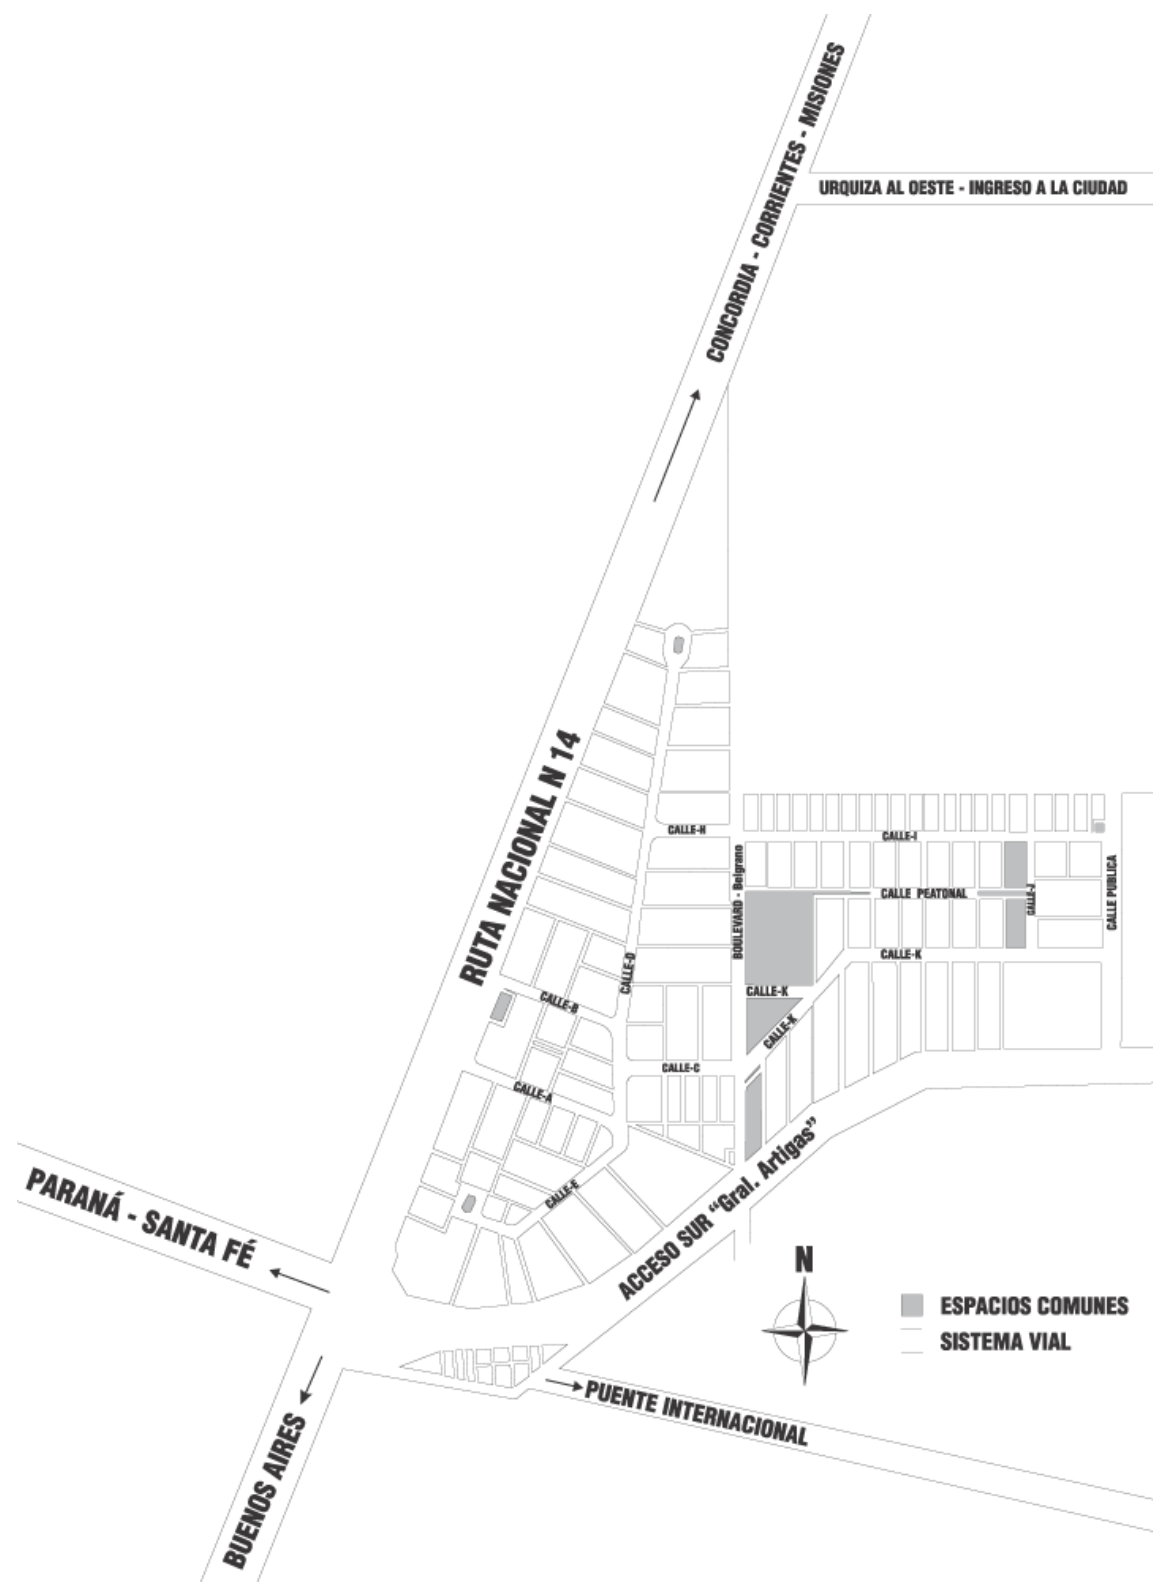 CONCORDIA - CORRIENTES - MISIONES
URQUIZA AL OESTE - INGRESO A LA CIUDAD
RUTA NACIONAL N 14
CALLE-H
CALLE-I
BOULEVARD - Belgrano
CALLE PEATONAL
CALLE-J
CALLE PUBLICA
CALLE-D
CALLE-K
CALLE-K
CALLE-K
CALLE-B
CALLE-C
CALLE-A
CALLE-E
ACCESO SUR “Gral. Artigas”
PARANÁ - SANTA FÉ
N
ESPACIOS COMUNES
SISTEMA VIAL
PUENTE INTERNACIONAL
BUENOS AIRES